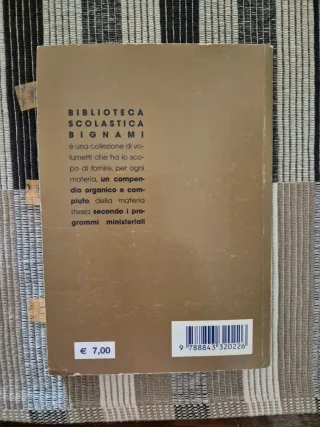 BIBLIOTECA
SCOLASTICA
BIGNAMI
è una collezione di vo-
lumetti che ha lo sco-
po di fornire, per ogni
materia, un compen-
dio organico e com-
piuto della materia
stessa secondo i pro-
grammi ministeriali
€ 7,00
9 788843 320226